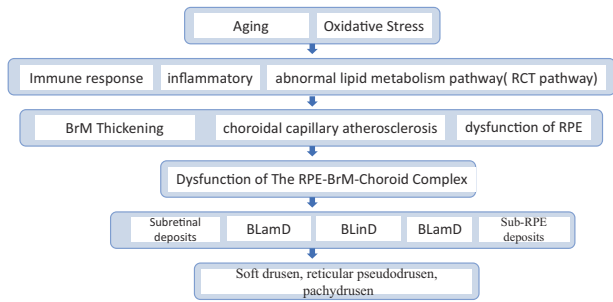 Aging Oxidative Stress
Immune response inflammatory abnormal lipid metabolism pathway( RCT pathway)
BrM Thickening choroidal capillary atherosclerosis dysfunction of RPE
Dysfunction of The RPE-BrM-Choroid Complex
Subretinal
deposits
BLamD
BLinD
BLamD
Sub-RPE
deposits
Soft drusen, reticular pseudodrusen,
pachydrusen